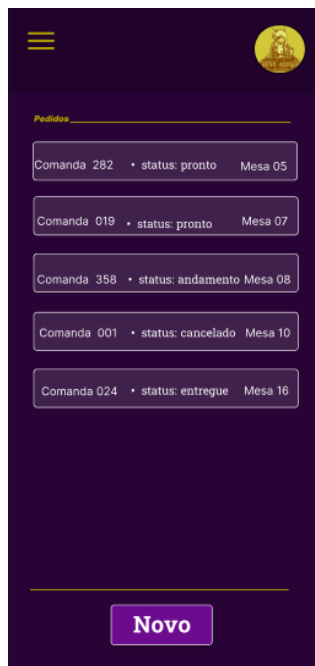 Pedidos
Comanda 282 • status: pronto Mesa 05
Comanda 019 • status: pronto Mesa 07
Comanda 358 • status: andamento Mesa 08
Comanda 001 • status: cancelado Mesa 10
Comanda 024 • status: entregue Mesa 16
Novo